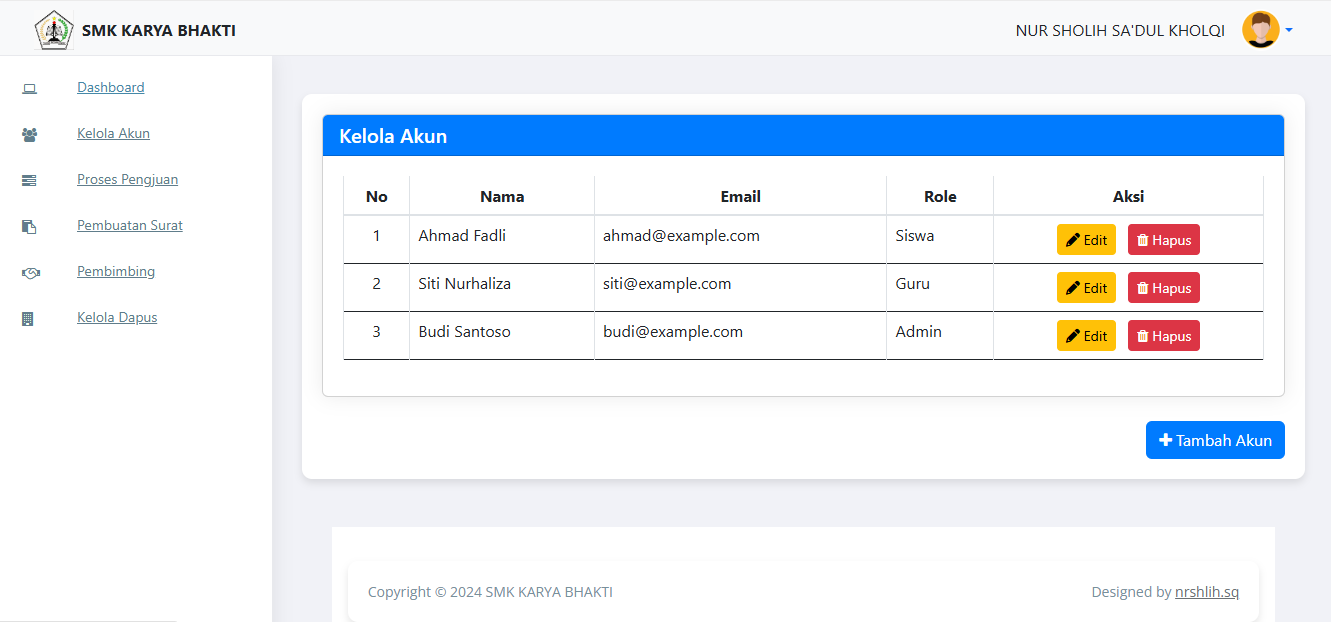 SMK KARYA BHAKTI
NUR SHOLIH SA'DUL KHOLQI
Dashboard
Kelola Akun
Proses Pengjuan
Pembuatan Surat
Pembimbing
Kelola Dapus
Kelola Akun
No Nama Email Role Aksi
1 Ahmad Fadli ahmad@example.com Siswa Edit Hapus
2 Siti Nurhaliza siti@example.com Guru Edit Hapus
3 Budi Santoso budi@example.com Admin Edit Hapus
Tambah Akun
Copyright © 2024 SMK KARYA BHAKTI
Designed by nrshlih.sq